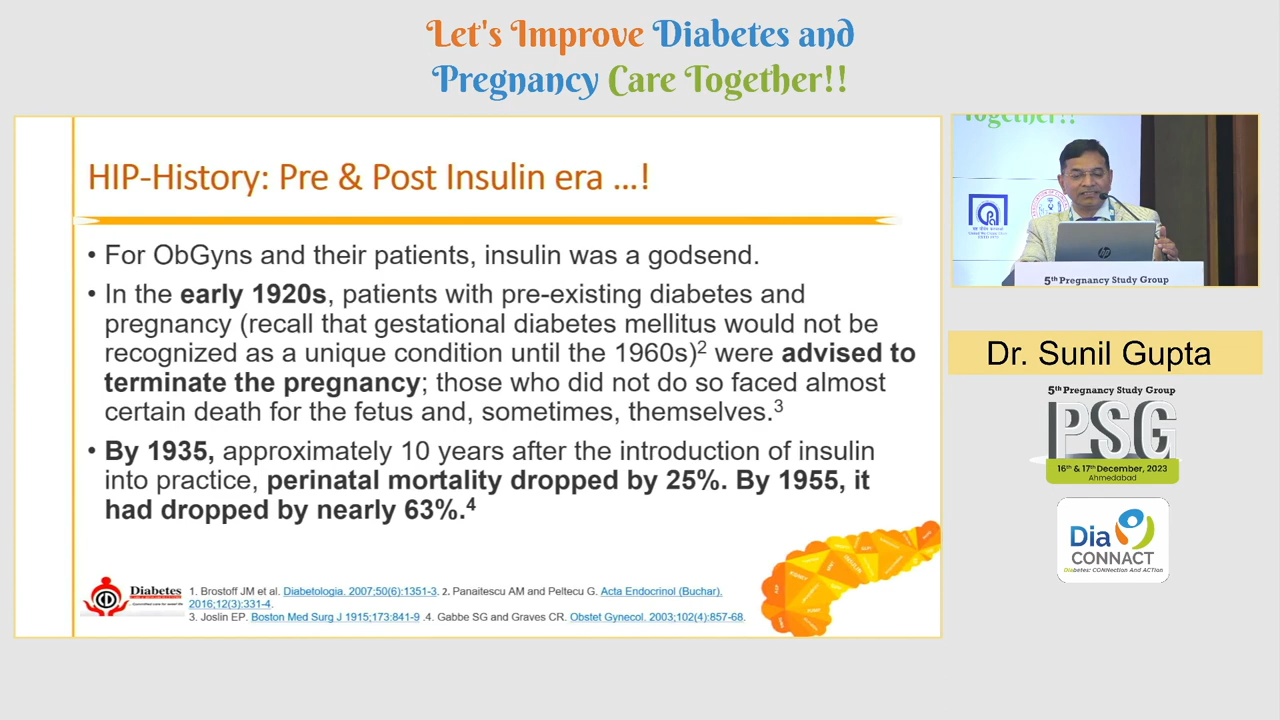 Let's Improve Diabetes and
Pregnancy Care Together!!
HIP-History: Pre & Post Insulin era ...!
• For ObGyns and their patients, insulin was a godsend.
• In the early 1920s, patients with pre-existing diabetes and
pregnancy (recall that gestational diabetes mellitus would not be
recognized as a unique condition until the 1960s)2 were advised to
terminate the pregnancy; those who did not do so faced almost
certain death for the fetus and, sometimes, themselves.3
• By 1935, approximately 10 years after the introduction of insulin
into practice, perinatal mortality dropped by 25%. By 1955, it
had dropped by nearly 63%.4
Diabetes
1. Brostoff JM et al. Diabetologia. 2007;50(6):1351-3. 2. Panaitescu AM and Peltecu G. Acta Endocrinol (Buchar).
2016;12(3):331-4.
3. Joslin EP. Boston Med Surg J 1915;173:841-9 .4. Gabbe SG and Graves CR. Obstet Gynecol. 2003;102(4):857-68.
Together!!
hp
5th Pregnancy Study Group
Dr. Sunil Gupta
5th Pregnancy Study Group
PSG
16th & 17th December, 2023
Ahmedabad
Dia
CONNACT
Diabetes: CONNection And ACTion